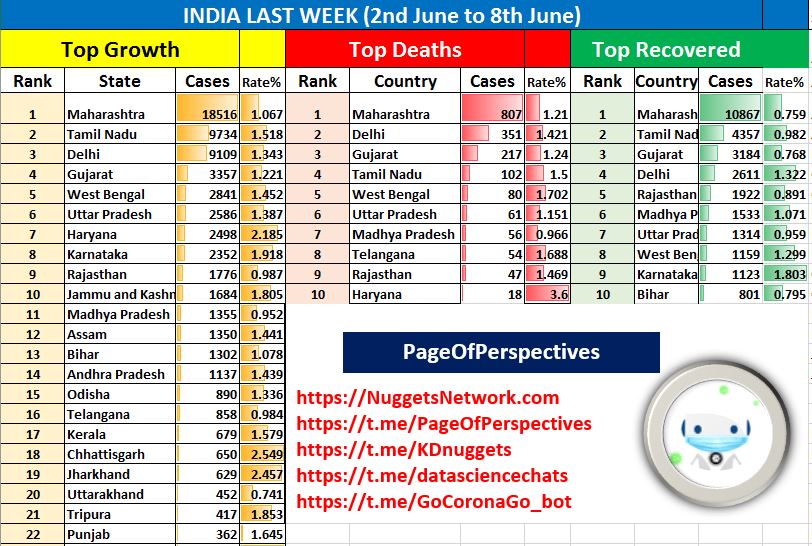 INDIA LAST WEEK (2nd June to 8th June)
Top Growth Top Deaths Top Recovered
Rank State Cases Rate% Rank Country Cases Rate% Rank Country Cases Rate%
1 Maharashtra 18516 1.067 1 Maharashtra 807 1.21 1 Maharash 10867 0.759
2 Tamil Nadu 9734 1.518 2 Delhi 351 1.421 2 Tamil Nad 4357 0.982
3 Delhi 9109 1.343 3 Gujarat 217 1.24 3 Gujarat 3184 0.768
4 Gujarat 3357 1.221 4 Tamil Nadu 102 1.5 4 Delhi 2611 1.322
5 West Bengal 2841 1.452 5 West Bengal 80 1.702 5 Rajasthan 1922 0.891
6 Uttar Pradesh 2586 1.387 6 Uttar Pradesh 61 1.151 6 Madhya P 1533 1.071
7 Haryana 2498 2.185 7 Madhya Pradesh 56 0.966 7 Uttar Prad 1314 0.959
8 Karnataka 2352 1.918 8 Telangana 54 1.688 8 West Ben 1159 1.299
9 Rajasthan 1776 0.987 9 Rajasthan 47 1.469 9 Karnataka 1123 1.803
10 Jammu and Kashn 1684 1.805 10 Haryana 18 3.6 10 Bihar 801 0.795
11 Madhya Pradesh 1355 0.952
12 Assam 1350 1.441
13 Bihar 1302 1.078
14 Andhra Pradesh 1137 1.439
15 Odisha 890 1.336
16 Telangana 858 0.984
17 Kerala 679 1.579
18 Chhattisgarh 650 2.549
19 Jharkhand 629 2.457
20 Uttarakhand 452 0.741
21 Tripura 417 1.853
22 Punjab 362 1.645
PageOfPerspectives
https://NuggetsNetwork.com
https://t.me/PageOfPerspectives
https://t.me/KDnuggets
https://t.me/datasciencechats
https://t.me/GoCoronaGo_bot